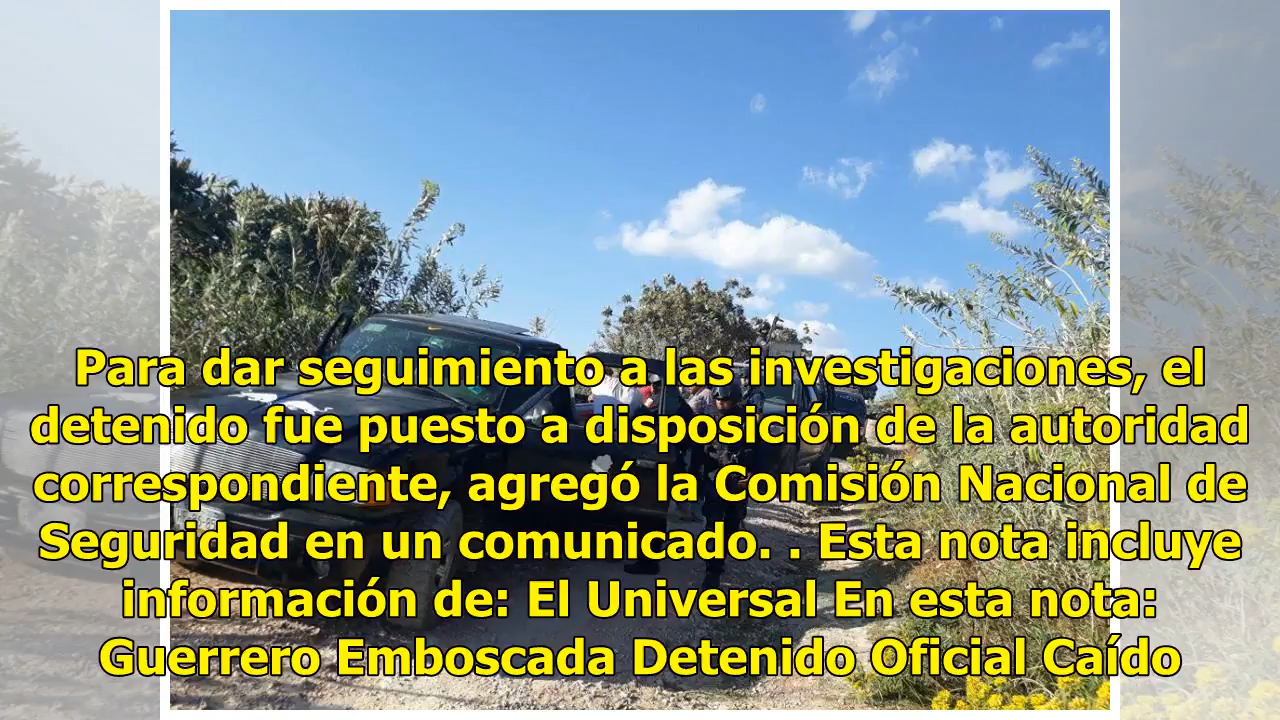 Para dar seguimiento a las investigaciones, el
detenido fue puesto a disposición de la autoridad
correspondiente, agregó la Comisión Nacional de
Seguridad en un comunicado. . Esta nota incluye
información de: El Universal En esta nota:
Guerrero Emboscada Detenido Oficial Caído